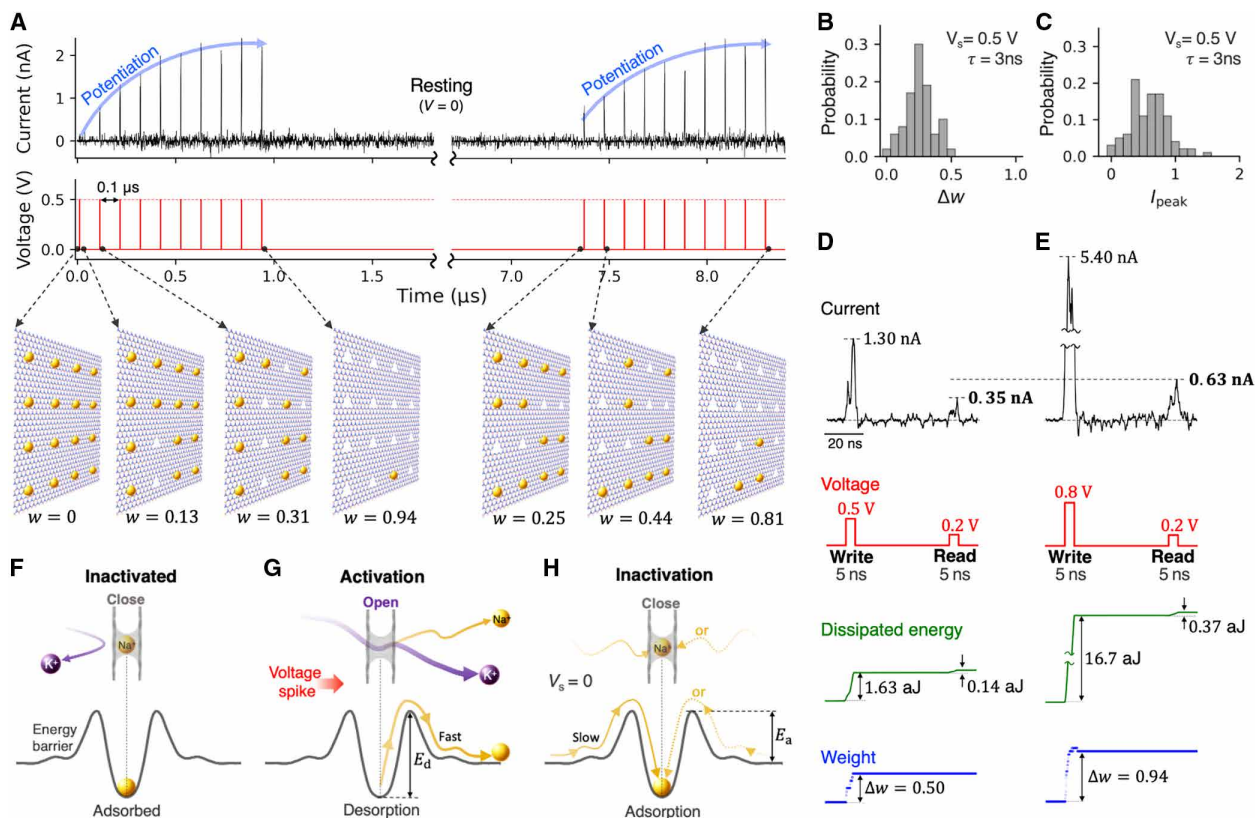 A
Current (nA)
2
1
0
Potentiation
Resting
(V = 0)
Potentiation
Voltage (V)
0.5
0.0
0.1 µs
0.0
0.5
1.0
1.5
7.0
7.5
8.0
Time (µs)
w = 0
w = 0.13
w = 0.31
w = 0.94
w = 0.25
w = 0.44
w = 0.81
B
Probability
0.3
0.2
0.1
0.0
Vs= 0.5 V
τ = 3ns
0.0
0.5
1.0
Δw
C
Probability
0.3
0.2
0.1
0.0
Vs= 0.5 V
τ = 3ns
0
1
2
Ipeak
D
Current
1.30 nA
0.35 nA
20 ns
Voltage
0.5 V
0.2 V
Write
Read
5 ns
5 ns
Dissipated energy
1.63 aJ
0.14 aJ
Weight
Δw = 0.50
E
5.40 nA
0.63 nA
0.8 V
0.2 V
Write
Read
5 ns
5 ns
0.37 aJ
16.7 aJ
Δw = 0.94
F
Inactivated
Close
Na+
K+
Energy
barrier
Adsorbed
G
Activation
Open
Na+
K+
Voltage
spike
Fast
Ed
Desorption
H
Inactivation
Close
or
Na+
Vs = 0
or
Slow
Ea
Adsorption